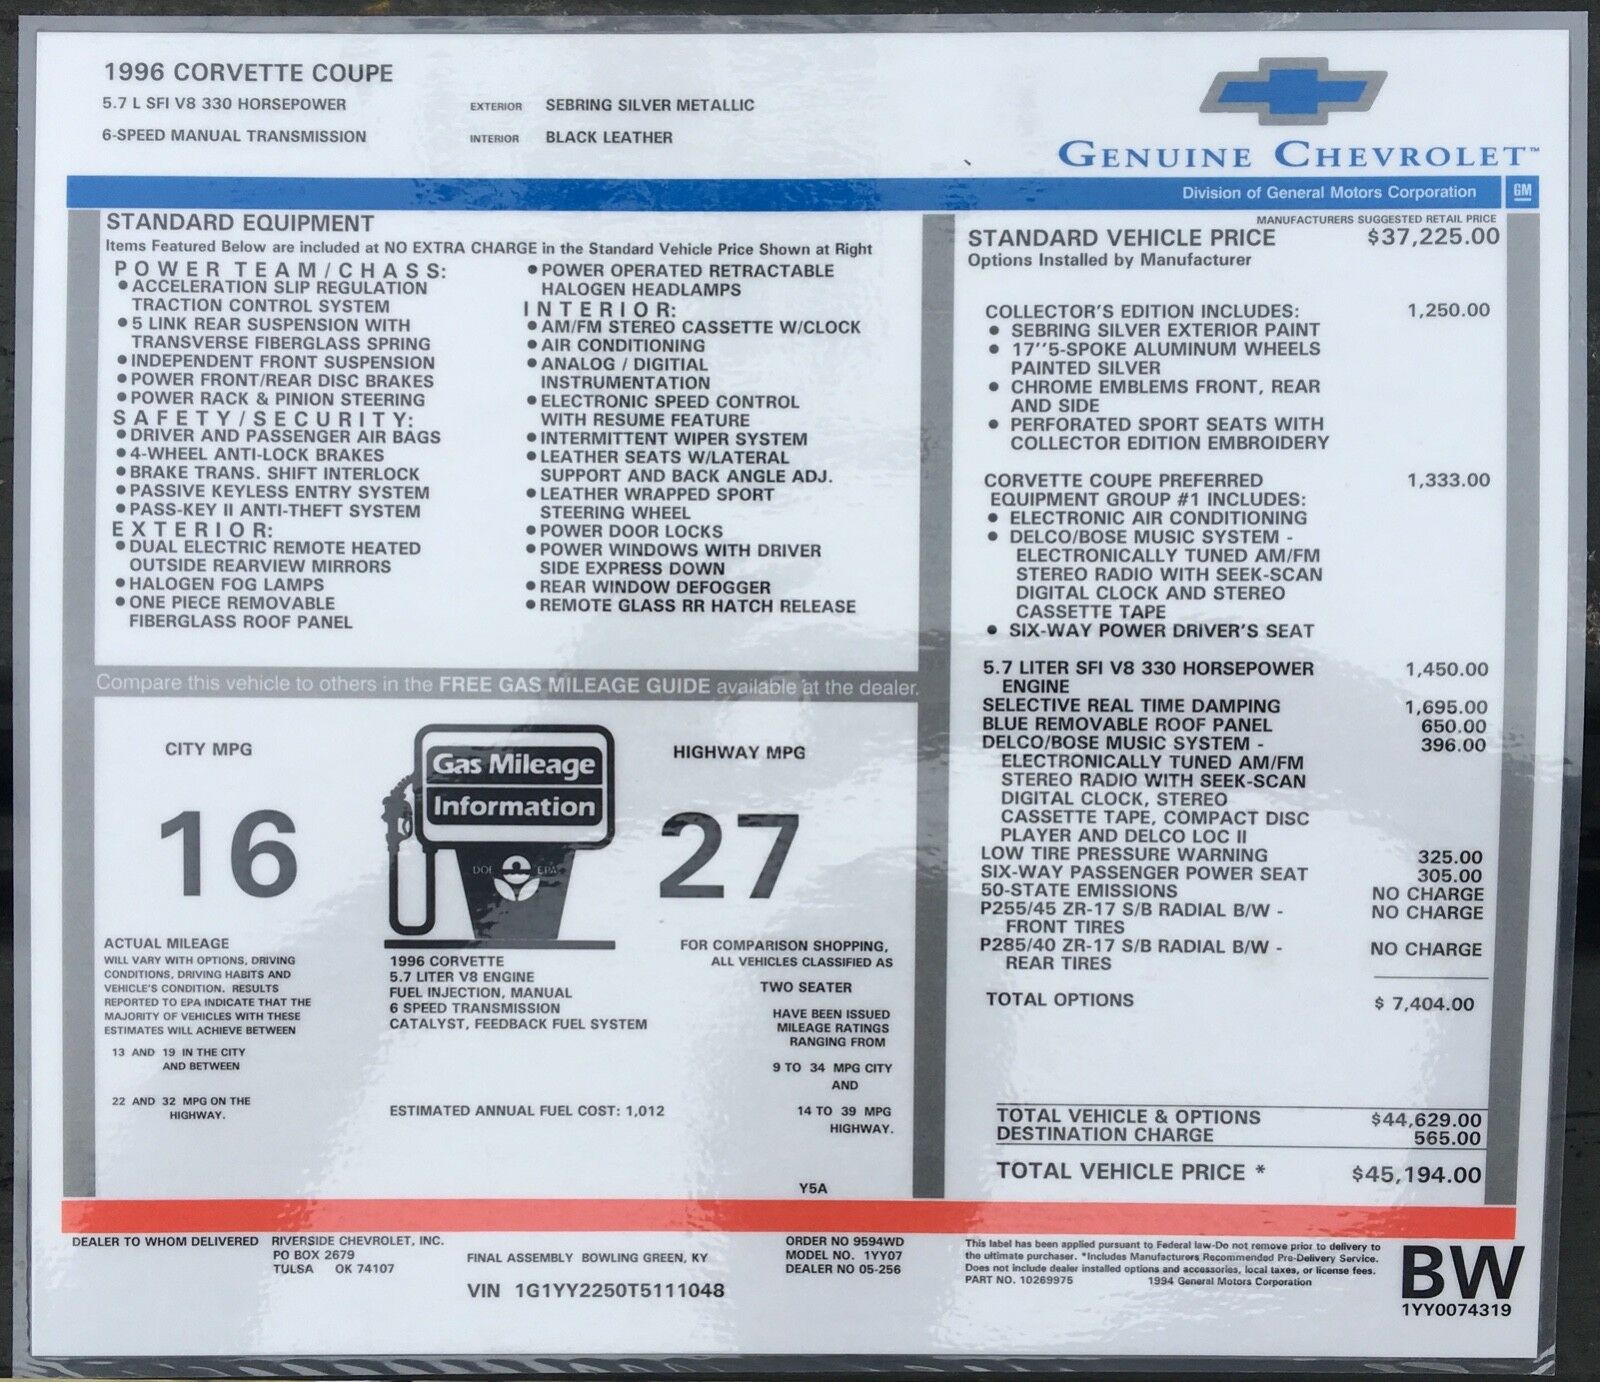 1996 CORVETTE COUPE
5.7 L SFI V8 330 HORSEPOWER
6-SPEED MANUAL TRANSMISSION
EXTERIOR SEBRING SILVER METALLIC
INTERIOR BLACK LEATHER
GENUINE CHEVROLET™
Division of General Motors Corporation GM
STANDARD EQUIPMENT
Items Featured Below are included at NO EXTRA CHARGE in the Standard Vehicle Price Shown at Right
POWER TEAM/CHASS:
• ACCELERATION SLIP REGULATION
TRACTION CONTROL SYSTEM
• 5 LINK REAR SUSPENSION WITH
TRANSVERSE FIBERGLASS SPRING
• INDEPENDENT FRONT SUSPENSION
• POWER FRONT/REAR DISC BRAKES
• POWER RACK & PINION STEERING
SAFETY/SECURITY:
• DRIVER AND PASSENGER AIR BAGS
• 4-WHEEL ANTI-LOCK BRAKES
• BRAKE TRANS. SHIFT INTERLOCK
• PASSIVE KEYLESS ENTRY SYSTEM
• PASS-KEY II ANTI-THEFT SYSTEM
EXTERIOR:
• DUAL ELECTRIC REMOTE HEATED
OUTSIDE REARVIEW MIRRORS
• HALOGEN FOG LAMPS
• ONE PIECE REMOVABLE
FIBERGLASS ROOF PANEL
• POWER OPERATED RETRACTABLE
HALOGEN HEADLAMPS
INTERIOR:
• AM/FM STEREO CASSETTE W/CLOCK
• AIR CONDITIONING
• ANALOG / DIGITIAL
INSTRUMENTATION
• ELECTRONIC SPEED CONTROL
WITH RESUME FEATURE
• INTERMITTENT WIPER SYSTEM
• LEATHER SEATS W/LATERAL
SUPPORT AND BACK ANGLE ADJ.
• LEATHER WRAPPED SPORT
STEERING WHEEL
• POWER DOOR LOCKS
• POWER WINDOWS WITH DRIVER
SIDE EXPRESS DOWN
• REAR WINDOW DEFOGGER
• REMOTE GLASS RR HATCH RELEASE
Compare this vehicle to others in the FREE GAS MILEAGE GUIDE available at the dealer.
CITY MPG
16
Gas Mileage
Information
DOE EPA
HIGHWAY MPG
27
ACTUAL MILEAGE
WILL VARY WITH OPTIONS, DRIVING
CONDITIONS, DRIVING HABITS AND
VEHICLE'S CONDITION. RESULTS
REPORTED TO EPA INDICATE THAT THE
MAJORITY OF VEHICLES WITH THESE
ESTIMATES WILL ACHIEVE BETWEEN
13 AND 19 IN THE CITY
AND BETWEEN
22 AND 32 MPG ON THE
HIGHWAY.
1996 CORVETTE
5.7 LITER V8 ENGINE
FUEL INJECTION, MANUAL
6 SPEED TRANSMISSION
CATALYST, FEEDBACK FUEL SYSTEM
ESTIMATED ANNUAL FUEL COST: 1,012
FOR COMPARISON SHOPPING,
ALL VEHICLES CLASSIFIED AS
TWO SEATER
HAVE BEEN ISSUED
MILEAGE RATINGS
RANGING FROM
9 TO 34 MPG CITY
AND
14 TO 39 MPG
HIGHWAY.
Y5A
MANUFACTURERS SUGGESTED RETAIL PRICE
STANDARD VEHICLE PRICE $37,225.00
Options Installed by Manufacturer
COLLECTOR'S EDITION INCLUDES: 1,250.00
• SEBRING SILVER EXTERIOR PAINT
• 17''5-SPOKE ALUMINUM WHEELS
PAINTED SILVER
• CHROME EMBLEMS FRONT, REAR
AND SIDE
• PERFORATED SPORT SEATS WITH
COLLECTOR EDITION EMBROIDERY
CORVETTE COUPE PREFERRED 1,333.00
EQUIPMENT GROUP #1 INCLUDES:
• ELECTRONIC AIR CONDITIONING
• DELCO/BOSE MUSIC SYSTEM -
ELECTRONICALLY TUNED AM/FM
STEREO RADIO WITH SEEK-SCAN
DIGITAL CLOCK AND STEREO
CASSETTE TAPE
• SIX-WAY POWER DRIVER'S SEAT
5.7 LITER SFI V8 330 HORSEPOWER 1,450.00
ENGINE
SELECTIVE REAL TIME DAMPING 1,695.00
BLUE REMOVABLE ROOF PANEL 650.00
DELCO/BOSE MUSIC SYSTEM - 396.00
ELECTRONICALLY TUNED AM/FM
STEREO RADIO WITH SEEK-SCAN
DIGITAL CLOCK, STEREO
CASSETTE TAPE, COMPACT DISC
PLAYER AND DELCO LOC II
LOW TIRE PRESSURE WARNING 325.00
SIX-WAY PASSENGER POWER SEAT 305.00
50-STATE EMISSIONS NO CHARGE
P255/45 ZR-17 S/B RADIAL B/W - NO CHARGE
FRONT TIRES
P285/40 ZR-17 S/B RADIAL B/W - NO CHARGE
REAR TIRES
TOTAL OPTIONS $ 7,404.00
TOTAL VEHICLE & OPTIONS $44,629.00
DESTINATION CHARGE 565.00
TOTAL VEHICLE PRICE * $45,194.00
DEALER TO WHOM DELIVERED RIVERSIDE CHEVROLET, INC.
PO BOX 2679
TULSA OK 74107
FINAL ASSEMBLY BOWLING GREEN, KY
VIN 1G1YY2250T5111048
ORDER NO 9594WD
MODEL NO. 1YY07
DEALER NO 05-256
This label has been applied pursuant to Federal law-Do not remove prior to delivery to
the ultimate purchaser. *Includes Manufacturers Recommended Pre-Delivery Service.
Does not include dealer installed options and accessories, local taxes, or license fees.
PART NO. 10269975 1994 General Motors Corporation
BW
1YY0074319